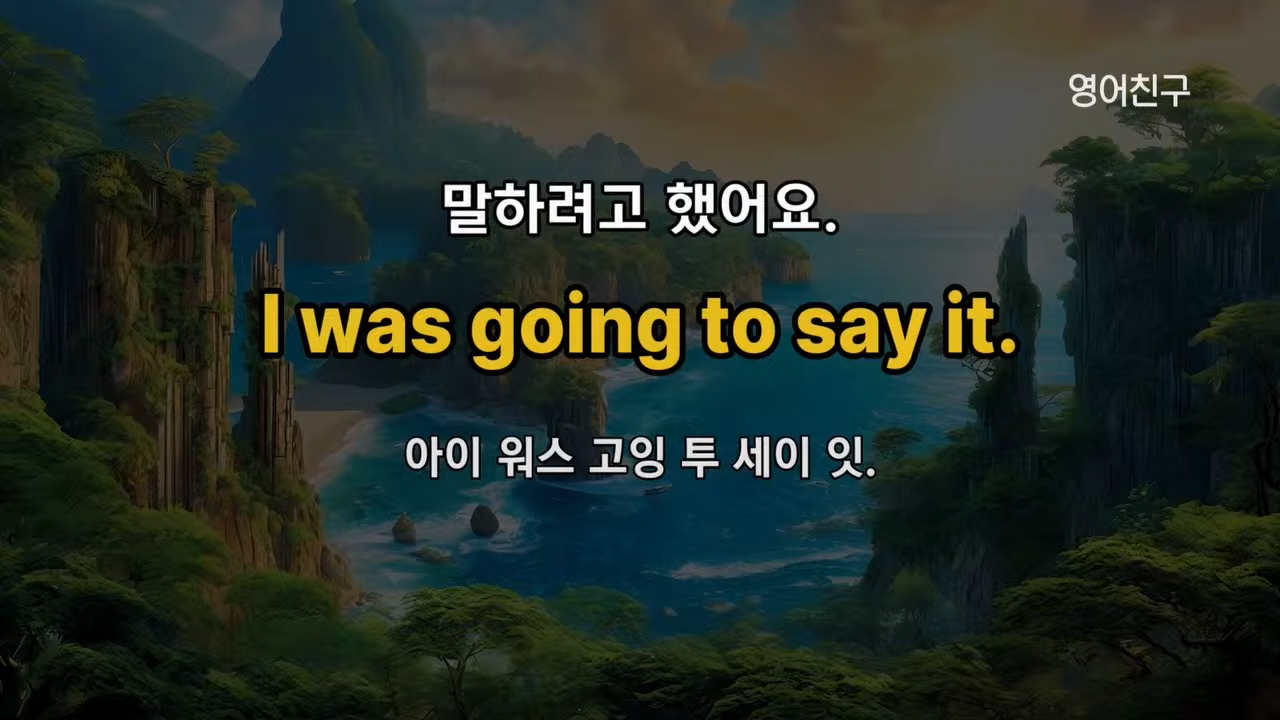 영어친구
말하려고 했어요.
I was going to say it.
아이 워스 고잉 투 세이 잇.